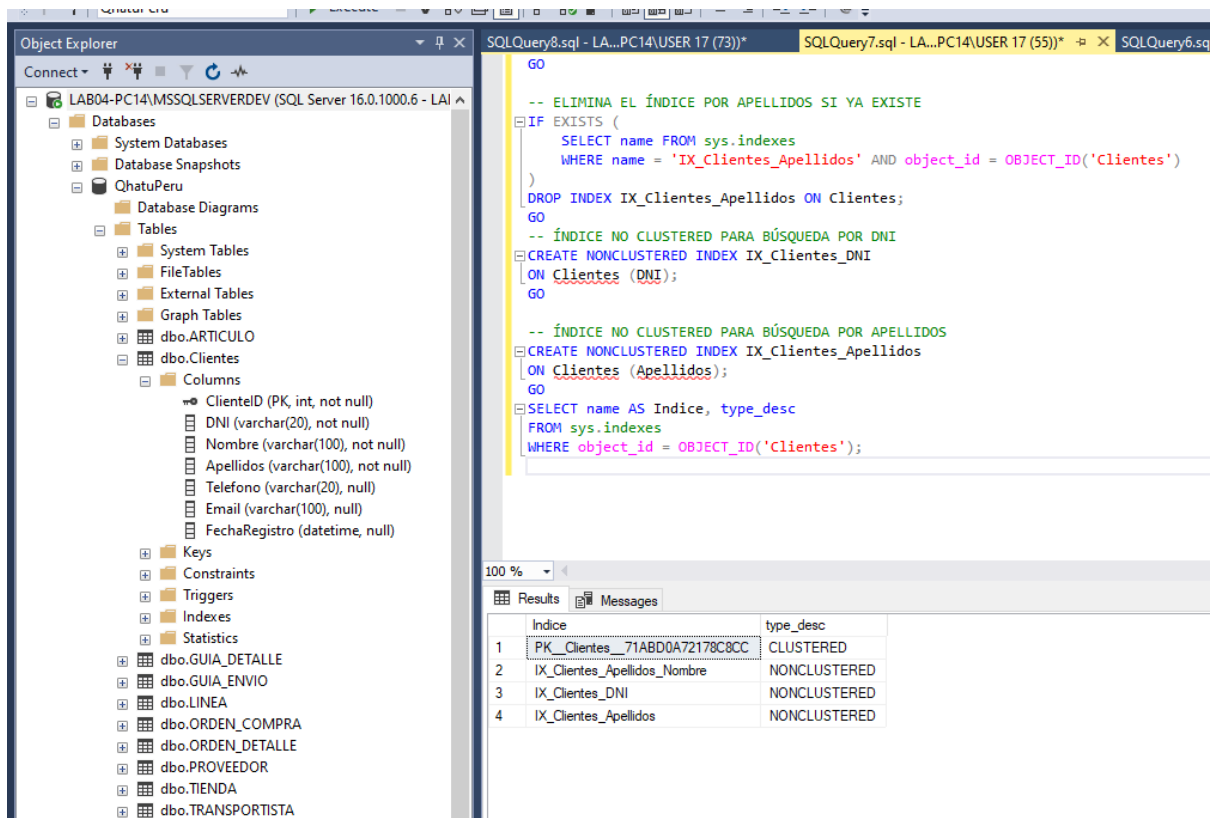 QhatuPeru
Execute
Object Explorer
Connect
LAB04-PC14\MSSQLSERVERDEV (SQL Server 16.0.1000.6 - LAI
Databases
System Databases
Database Snapshots
QhatuPeru
Database Diagrams
Tables
System Tables
FileTables
External Tables
Graph Tables
dbo.ARTICULO
dbo.Clientes
Columns
ClienteID (PK, int, not null)
DNI (varchar(20), not null)
Nombre (varchar(100), not null)
Apellidos (varchar(100), not null)
Telefono (varchar(20), null)
Email (varchar(100), null)
FechaRegistro (datetime, null)
Keys
Constraints
Triggers
Indexes
Statistics
dbo.GUIA_DETALLE
dbo.GUIA_ENVIO
dbo.LINEA
dbo.ORDEN_COMPRA
dbo.ORDEN_DETALLE
dbo.PROVEEDOR
dbo.TIENDA
dbo.TRANSPORTISTA
SQLQuery8.sql - LA...PC14\USER 17 (73))*
SQLQuery7.sql - LA...PC14\USER 17 (55))*
SQLQuery6.sq
GO
-- ELIMINA EL ÍNDICE POR APELLIDOS SI YA EXISTE
IF EXISTS (
SELECT name FROM sys.indexes
WHERE name = 'IX_Clientes_Apellidos' AND object_id = OBJECT_ID('Clientes')
)
DROP INDEX IX_Clientes_Apellidos ON Clientes;
GO
-- ÍNDICE NO CLUSTERED PARA BÚSQUEDA POR DNI
CREATE NONCLUSTERED INDEX IX_Clientes_DNI
ON Clientes (DNI);
GO
-- ÍNDICE NO CLUSTERED PARA BÚSQUEDA POR APELLIDOS
CREATE NONCLUSTERED INDEX IX_Clientes_Apellidos
ON Clientes (Apellidos);
GO
SELECT name AS Indice, type_desc
FROM sys.indexes
WHERE object_id = OBJECT_ID('Clientes');
100 %
Results Messages
Indice type_desc
1 PK__Clientes__71ABD0A72178C8CC CLUSTERED
2 IX_Clientes_Apellidos_Nombre NONCLUSTERED
3 IX_Clientes_DNI NONCLUSTERED
4 IX_Clientes_Apellidos NONCLUSTERED